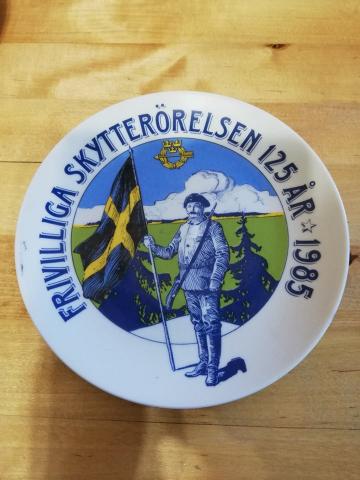 FRIVILLIGA SKYTTERÖRELSEN 125 ÅR ☆ 1985